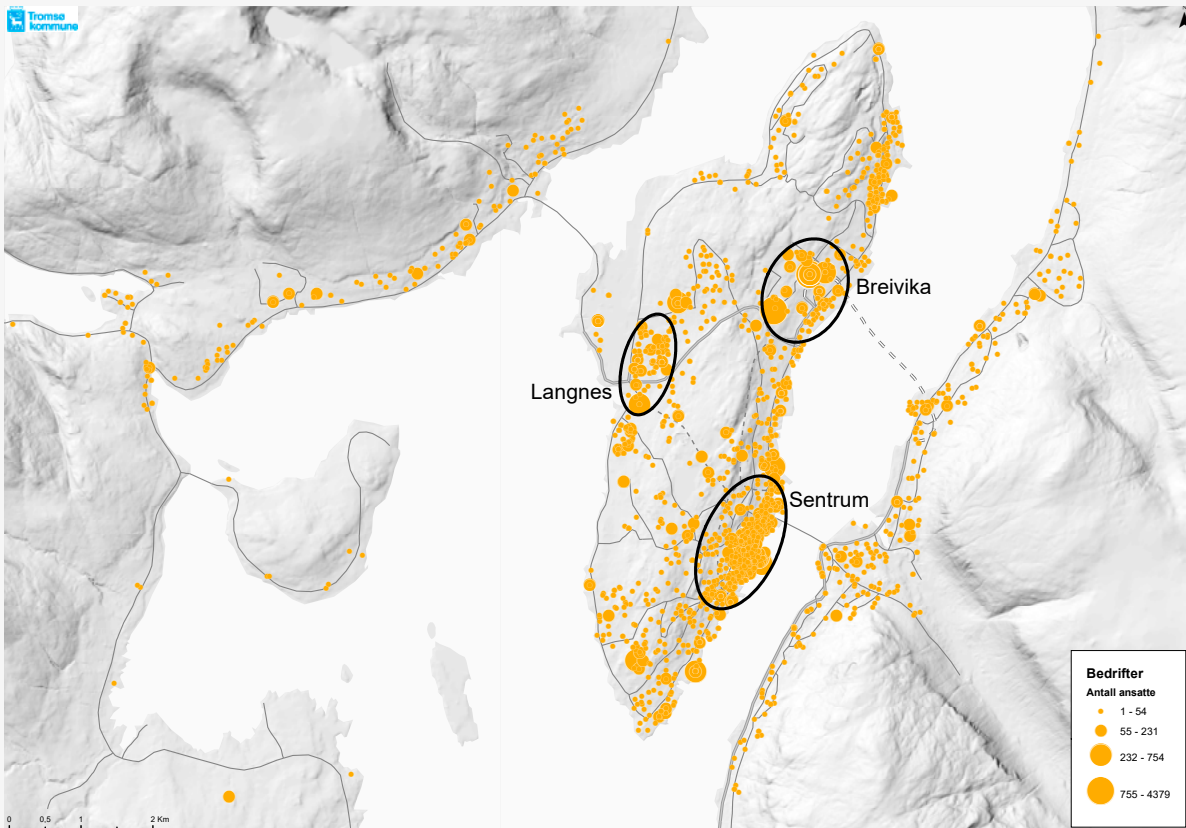 Tromsø
kommune
Breivika
Langnes
Sentrum
Bedrifter
Antall ansatte
1 - 54
55 - 231
232 - 754
755 - 4379
0 0,5 1 2 Km